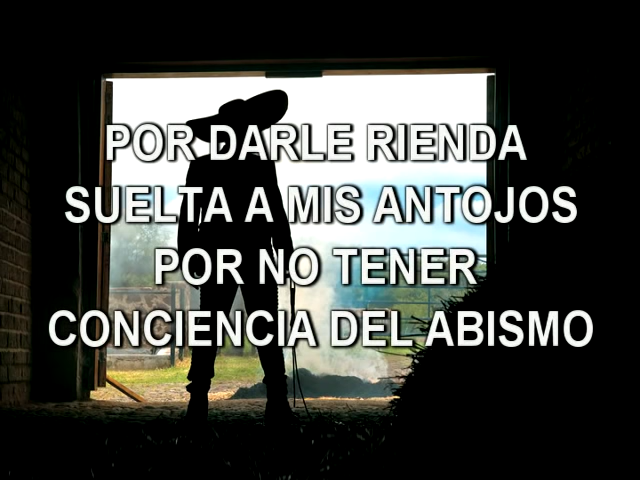 POR DARLE RIENDA
SUELTA A MIS ANTOJOS
POR NO TENER
CONCIENCIA DEL ABISMO